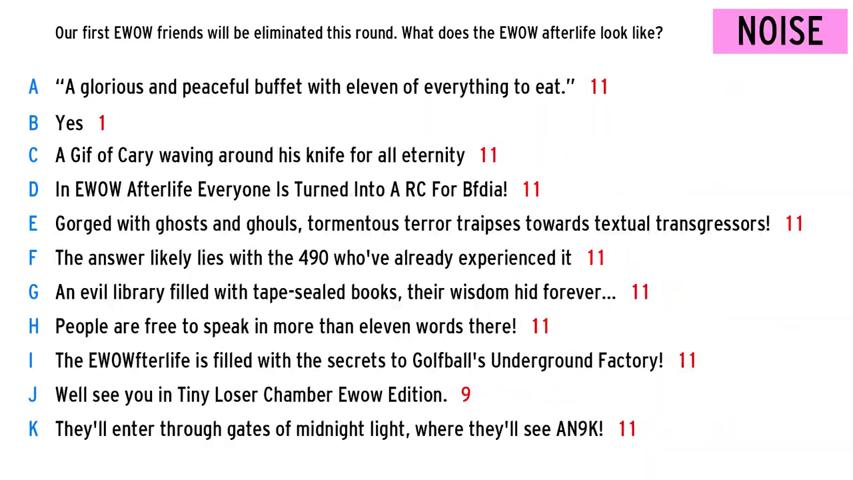 Our first EWOW friends will be eliminated this round. What does the EWOW afterlife look like?
NOISE
A “A glorious and peaceful buffet with eleven of everything to eat.” 11
B Yes 1
C A Gif of Cary waving around his knife for all eternity 11
D In EWOW Afterlife Everyone Is Turned Into A RC For Bfdia! 11
E Gorged with ghosts and ghouls, tormentous terror traipses towards textual transgressors! 11
F The answer likely lies with the 490 who've already experienced it 11
G An evil library filled with tape-sealed books, their wisdom hid forever... 11
H People are free to speak in more than eleven words there! 11
I The EWOWfterlife is filled with the secrets to Golfball's Underground Factory! 11
J Well see you in Tiny Loser Chamber Ewow Edition. 9
K They'll enter through gates of midnight light, where they'll see AN9K! 11